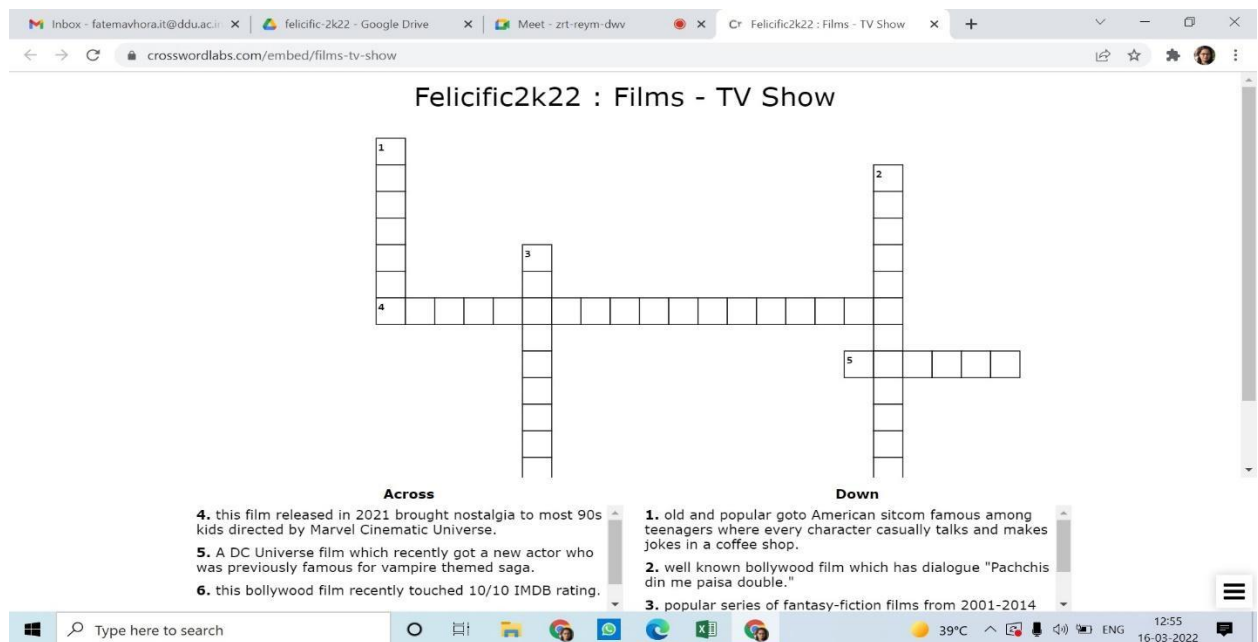 Inbox - fatemavhora.it@ddu.ac.in
felicific-2k22 - Google Drive
Meet - zrt-reym-dwv
Cr Felicific2k22 : Films - TV Show
crosswordlabs.com/embed/films-tv-show
Felicific2k22 : Films - TV Show
1
2
3
4
5
Across
4. this film released in 2021 brought nostalgia to most 90s
kids directed by Marvel Cinematic Universe.
5. A DC Universe film which recently got a new actor who
was previously famous for vampire themed saga.
6. this bollywood film recently touched 10/10 IMDB rating.
Down
1. old and popular goto American sitcom famous among
teenagers where every character casually talks and makes
jokes in a coffee shop.
2. well known bollywood film which has dialogue "Pachchis
din me paisa double."
3. popular series of fantasy-fiction films from 2001-2014
Type here to search
39°C
ENG
12:55
16-03-2022